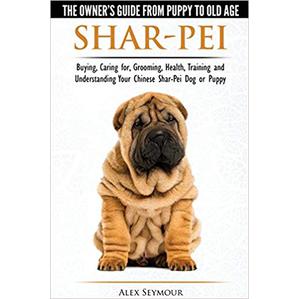 THE OWNER'S GUIDE FROM PUPPY TO OLD AGE
SHAR-PEI
Buying, Caring for, Grooming, Health, Training and
Understanding Your Chinese Shar-Pei Dog or Puppy
ALEX SEYMOUR